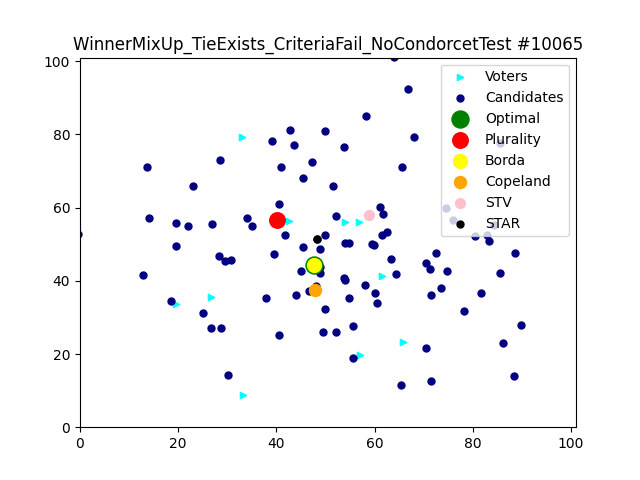 WinnerMixUp_TieExists_CriteriaFail_NoCondorcetTest #10065
100
80
60
40
20
0
0
20
40
60
80
100
Voters
Candidates
Optimal
Plurality
Borda
Copeland
STV
STAR